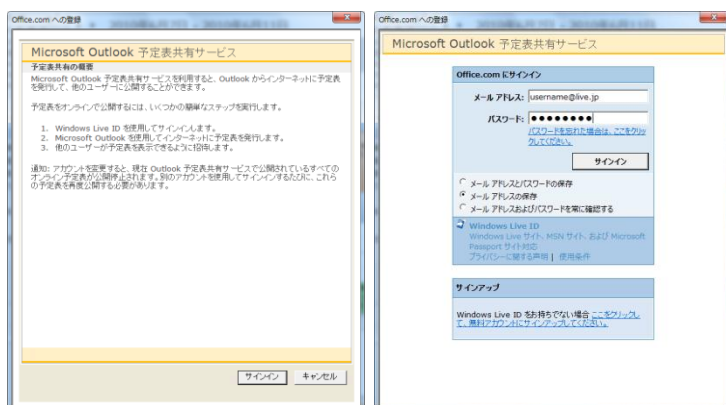 Office.com への登録
Microsoft Outlook 予定表共有サービス
予定表共有の概要
Microsoft Outlook 予定表共有サービスを利用すると、Outlook からインターネットに予定表
を発行して、他のユーザーに公開することができます。
予定表をオンラインで公開するには、いくつかの簡単なステップを実行します。
1. Windows Live ID を使用してサインインします。
2. Microsoft Outlook を使用してインターネットに予定表を発行します。
3. 他のユーザーが予定表を表示できるように招待します。
通知: アカウントを変更すると、現在 Outlook 予定表共有サービスで公開されているすべての
オンライン予定表が公開停止されます。別のアカウントを使用してサインインするたびに、これら
の予定表を再度公開する必要があります。
サインイン
キャンセル
Office.com への登録
Microsoft Outlook 予定表共有サービス
Office.com にサインイン
メール アドレス: username@live.jp
パスワード: ●●●●●●●●
パスワードを忘れた場合は、ここをクリッ
クしてください。
サインイン
メール アドレスとパスワードの保存
メール アドレスの保存
メール アドレスおよびパスワードを常に確認する
Windows Live ID
Windows Live サイト、MSN サイト、および Microsoft
Passport サイト対応
プライバシーに関する声明 | 使用条件
サインアップ
Windows Live ID をお持ちでない場合 ここをクリックし
て、無料アカウントにサインアップしてください。